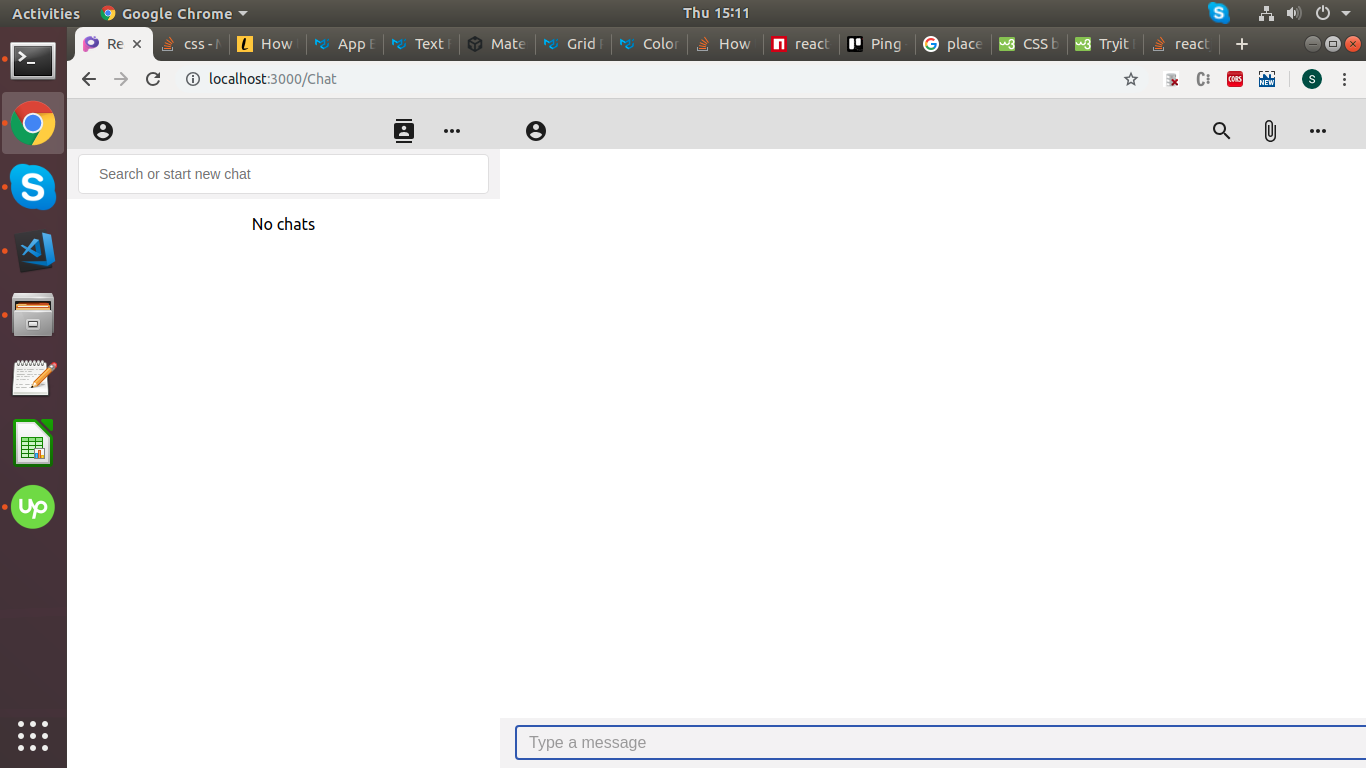 Activities Google Chrome Thu 15:11
Re css - M How App B Text Mate Grid Color How react Ping place CSS b Tryit react
localhost:3000/Chat CORS NEW S
Search or start new chat
No chats
Type a message
up